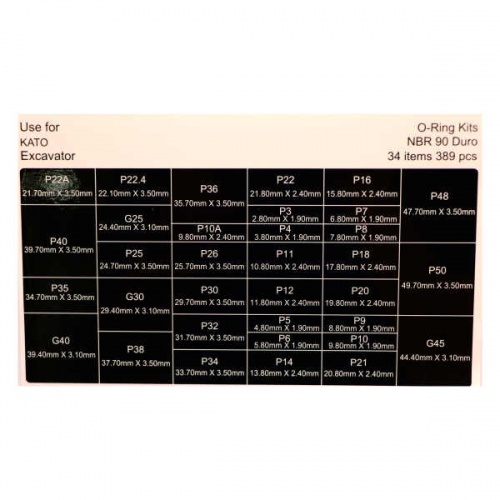 Use for
KATO
Excavator
O-Ring Kits
NBR 90 Duro
34 items 389 pcs
P22A
21.70mm X 3.50mm
P40
39.70mm X 3.50mm
P35
34.70mm X 3.50mm
G40
39.40mm X 3.10mm
P22.4
22.10mm X 3.50mm
G25
24.40mm X 3.10mm
P25
24.70mm X 3.50mm
G30
29.40mm X 3.10mm
P38
37.70mm X 3.50mm
P36
35.70mm X 3.50mm
P10A
9.80mm X 2.40mm
P26
25.70mm X 3.50mm
P30
29.70mm X 3.50mm
P32
31.70mm X 3.50mm
P34
33.70mm X 3.50mm
P22
21.80mm X 2.40mm
P3
2.80mm X 1.90mm
P4
3.80mm X 1.90mm
P11
10.80mm X 2.40mm
P12
11.80mm X 2.40mm
P5
4.80mm X 1.90mm
P6
5.80mm X 1.90mm
P14
13.80mm X 2.40mm
P16
15.80mm X 2.40mm
P7
6.80mm X 1.90mm
P8
7.80mm X 1.90mm
P18
17.80mm X 2.40mm
P20
19.80mm X 2.40mm
P9
8.80mm X 1.90mm
P10
9.80mm X 1.90mm
P21
20.80mm X 2.40mm
P48
47.70mm X 3.50mm
P50
49.70mm X 3.50mm
G45
44.40mm X 3.10mm